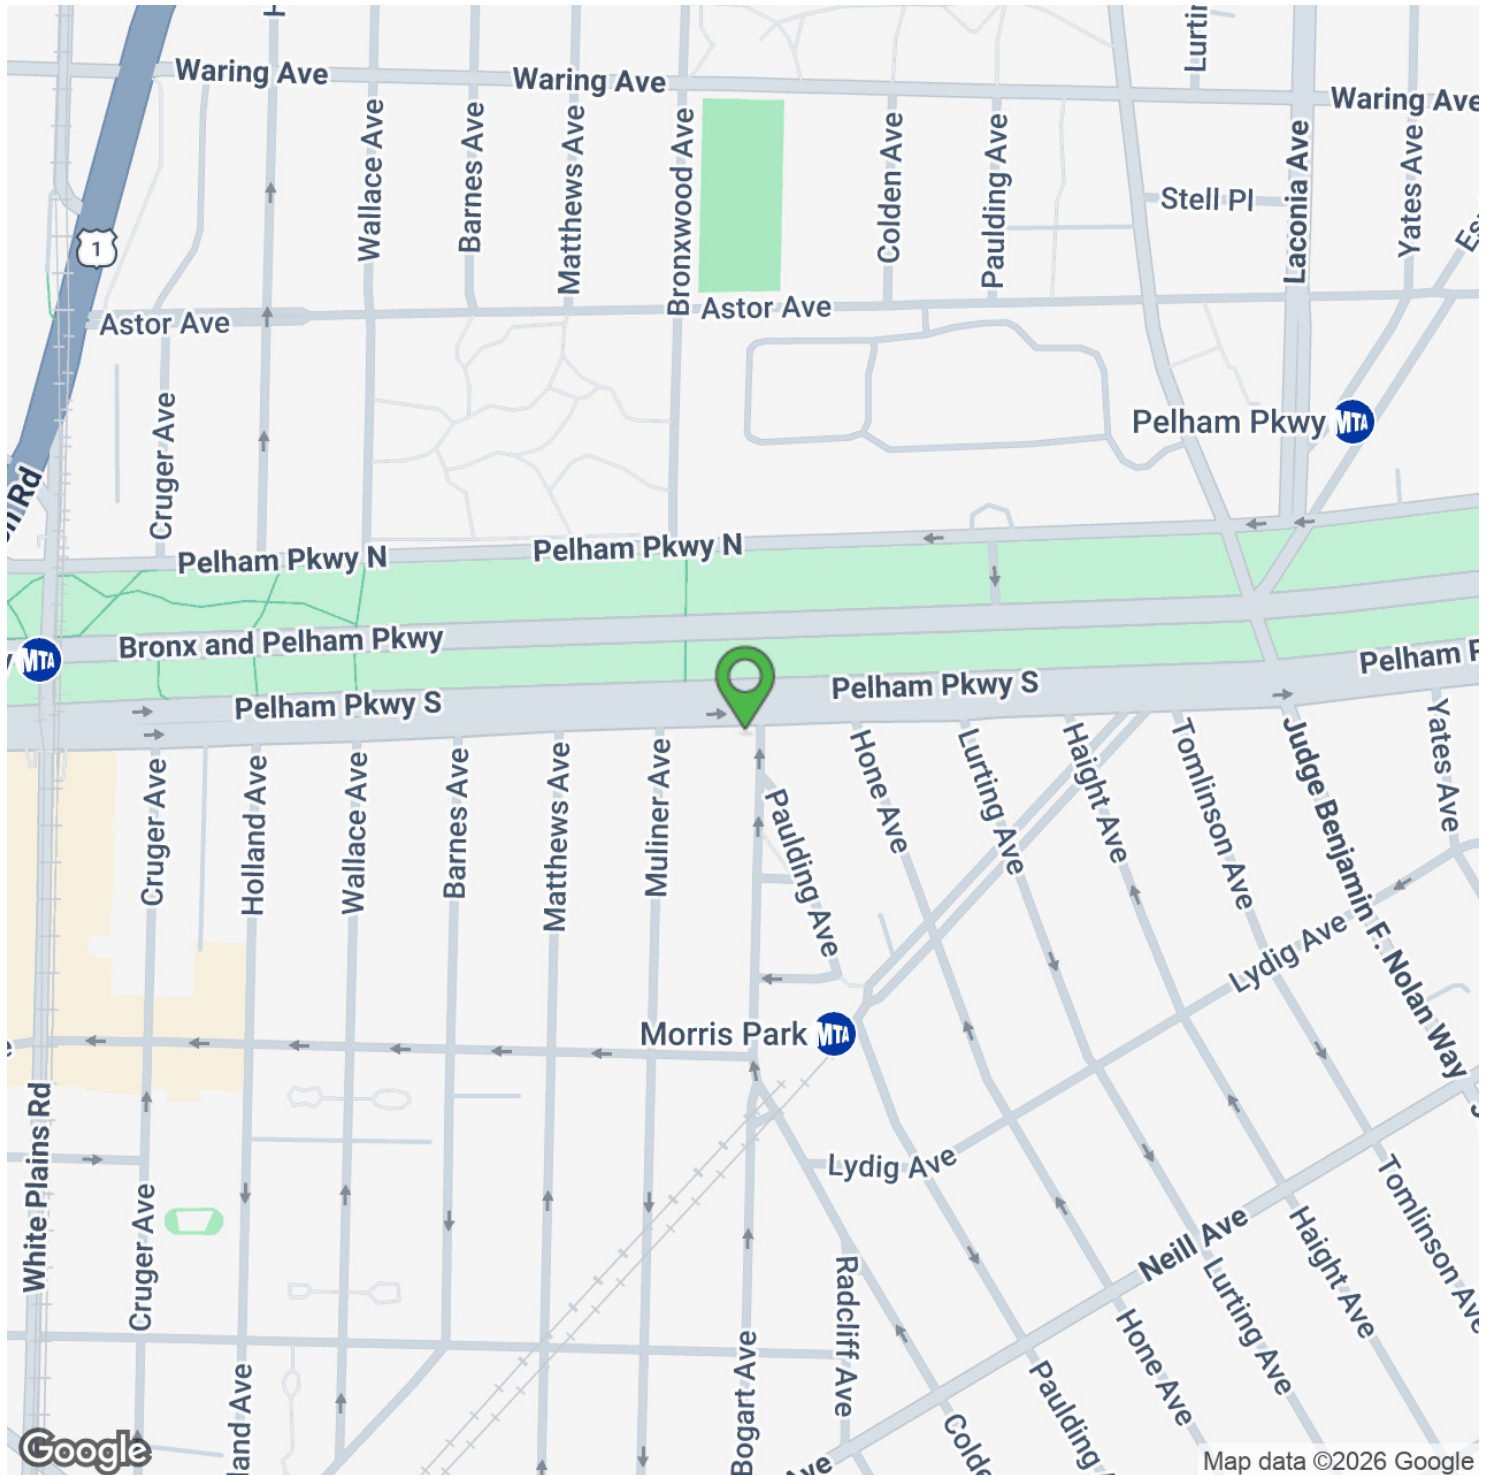 Waring Ave
Waring Ave
Waring Ave
Wallace Ave
Barnes Ave
Matthews Ave
Bronxwood Ave
Colden Ave
Paulding Ave
Laconia Ave
Yates Ave
Stell Pl
1
Astor Ave
Astor Ave
Cruger Ave
Pelham Pkwy
MTA
Pelham Pkwy N
Pelham Pkwy N
Bronx and Pelham Pkwy
MTA
Pelham Pkwy S
Pelham Pkwy S
Pelham P
Cruger Ave
Holland Ave
Wallace Ave
Barnes Ave
Matthews Ave
Muliner Ave
Paulding Ave
Hone Ave
Lurting Ave
Haight Ave
Tomlinson Ave
Judge Benjamin F. Nolan Way
Yates Ave
Lydig Ave
Morris Park
MTA
White Plains Rd
Cruger Ave
Lydig Ave
Neill Ave
Radcliff Ave
Bogart Ave
Lurting Ave
Haight Ave
Tomlinson Ave
Hone Ave
Paulding
land Ave
Colde
Ave
Google
Map data ©2026 Google